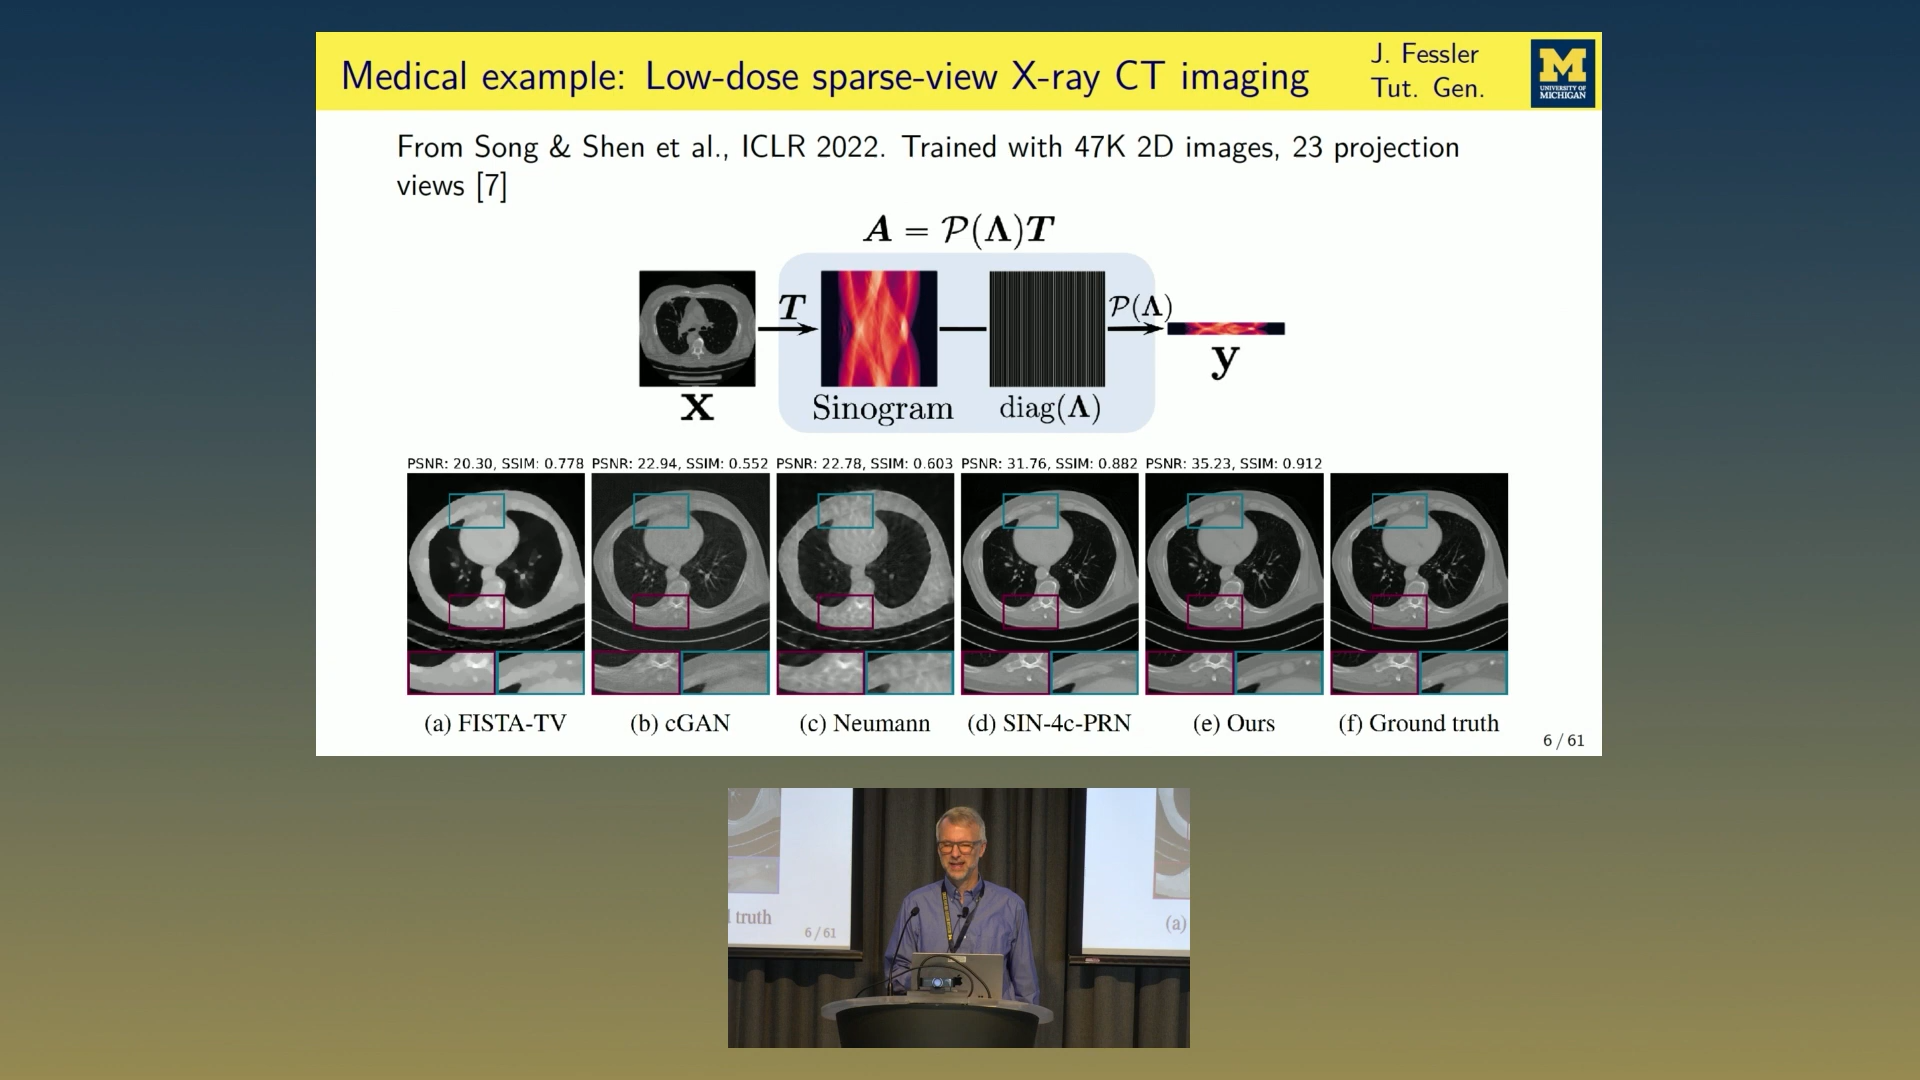 Medical example: Low-dose sparse-view X-ray CT imaging
J. Fessler
Tut. Gen.
M
UNIVERSITY OF
MICHIGAN
From Song & Shen et al., ICLR 2022. Trained with 47K 2D images, 23 projection
views [7]
A = P(Λ)T
T
P(Λ)
x
Sinogram
diag(Λ)
y
PSNR: 20.30, SSIM: 0.778
PSNR: 22.94, SSIM: 0.552
PSNR: 22.78, SSIM: 0.603
PSNR: 31.76, SSIM: 0.882
PSNR: 35.23, SSIM: 0.912
(a) FISTA-TV
(b) cGAN
(c) Neumann
(d) SIN-4c-PRN
(e) Ours
(f) Ground truth
6 / 61
truth
6 / 61
(a)